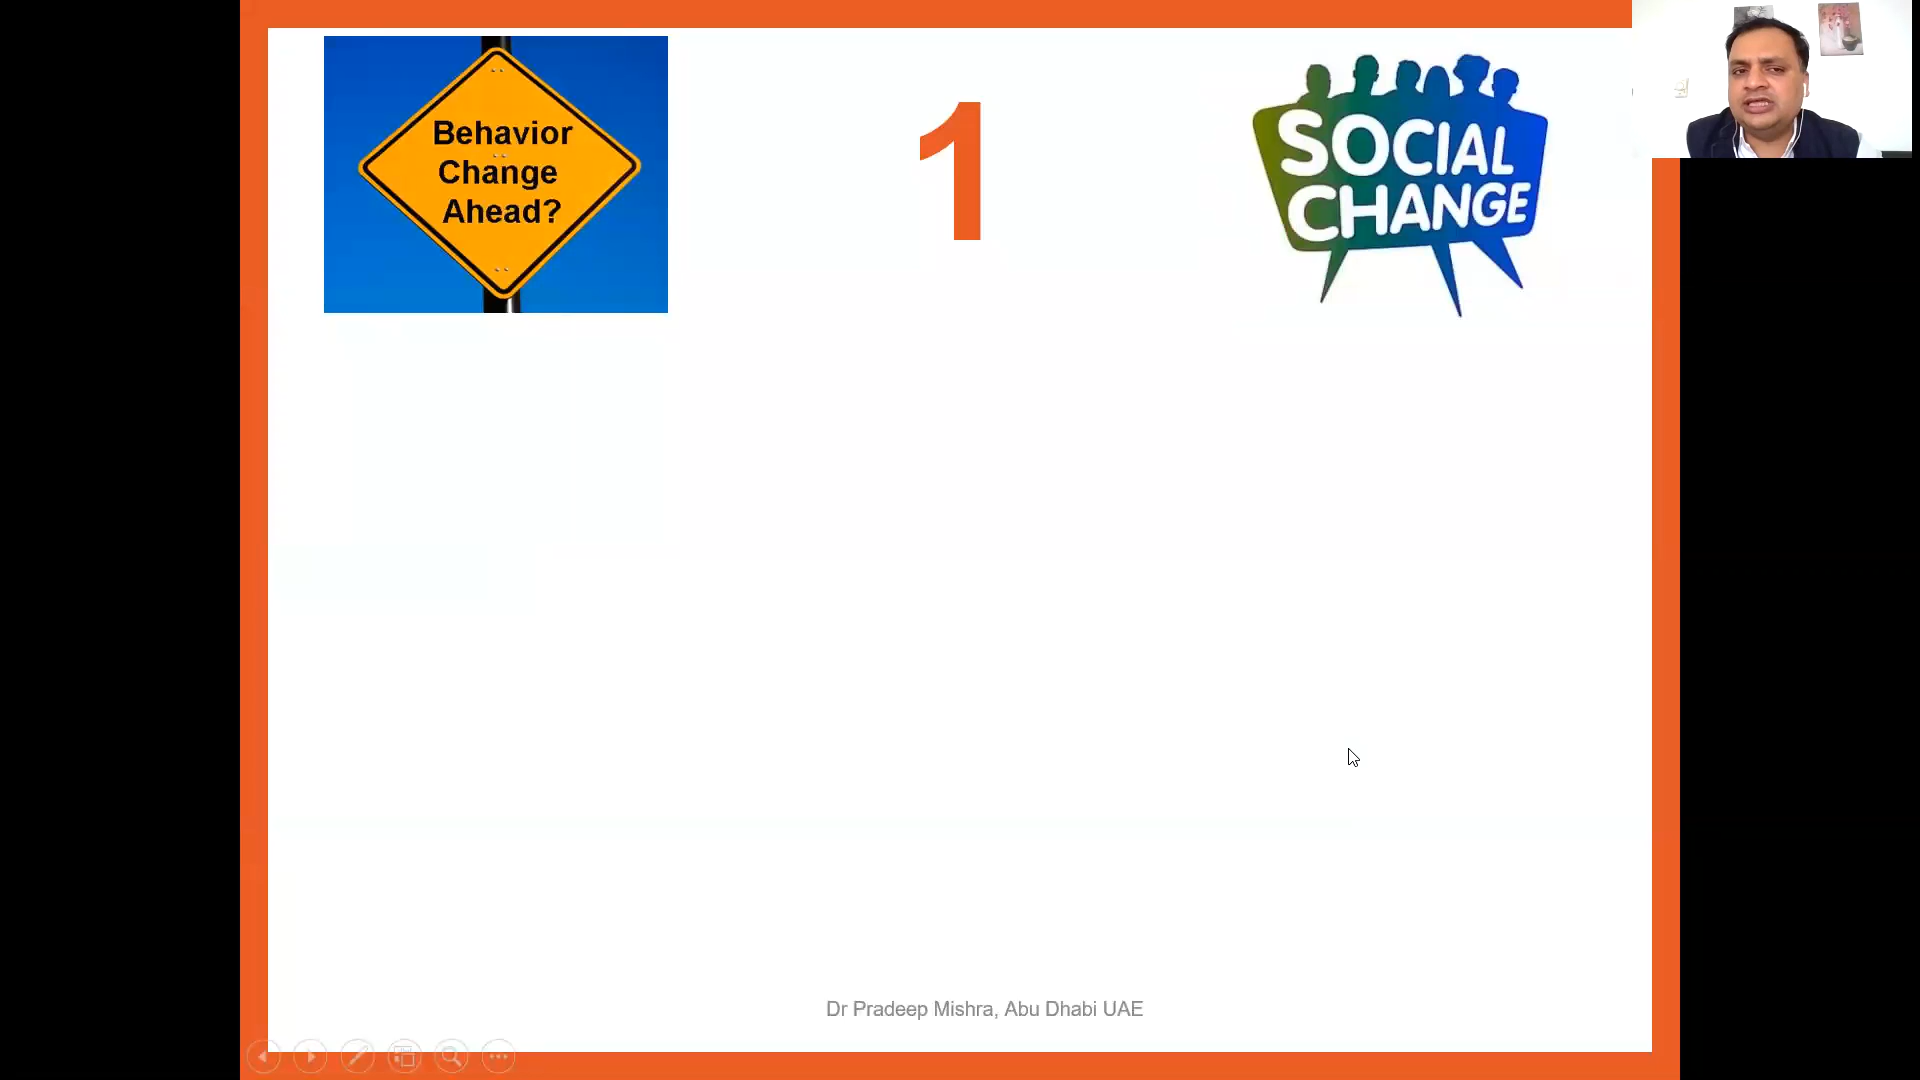 Behavior
Change
Ahead?
1
SOCIAL
CHANGE
Dr Pradeep Mishra, Abu Dhabi UAE